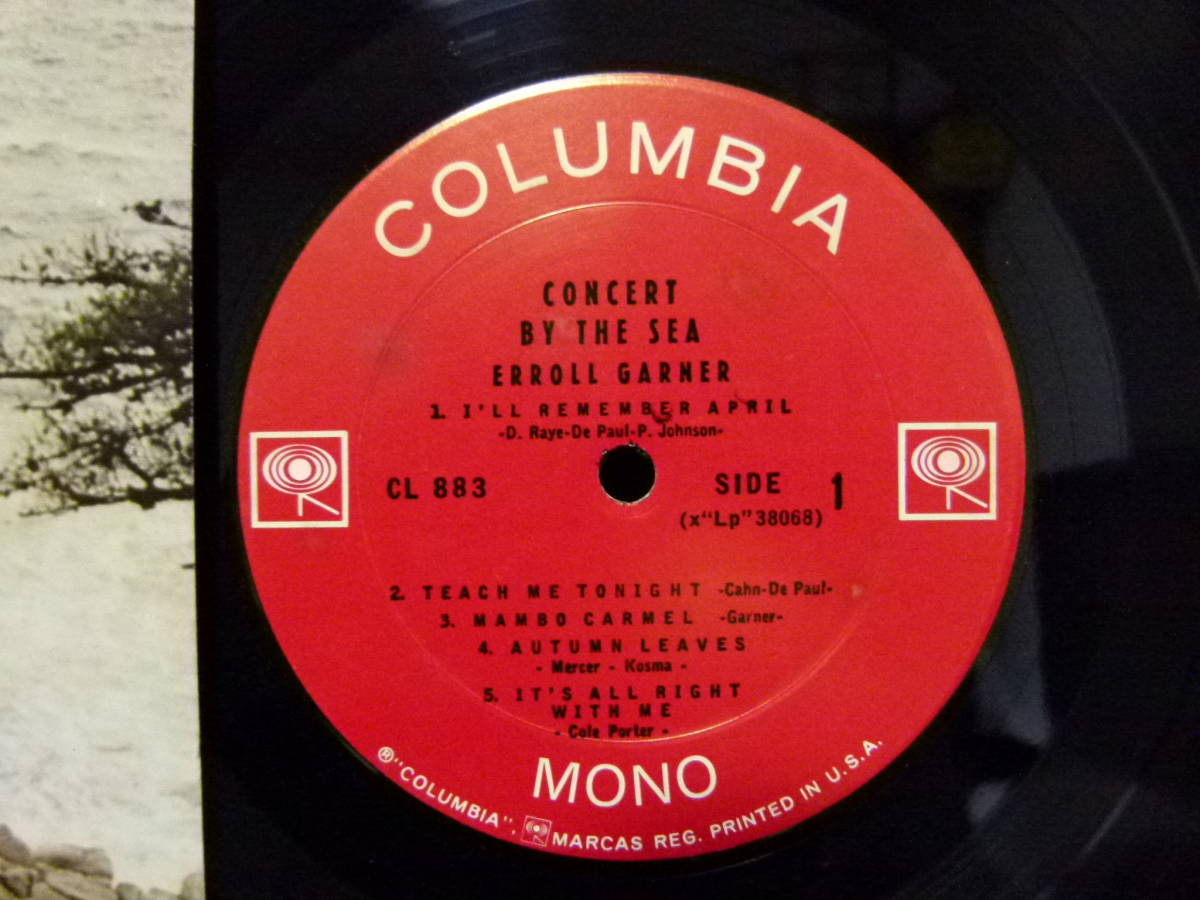 COLUMBIA
CONCERT
BY THE SEA
ERROLL GARNER
1. I'LL REMEMBER APRIL
-D. Raye-De Paul-P. Johnson-
CL 883
SIDE 1
(x"Lp"38068)
2. TEACH ME TONIGHT -Cahn-De Paul-
3. MAMBO CARMEL -Garner-
4. AUTUMN LEAVES
- Mercer - Kosma -
5. IT'S ALL RIGHT
WITH ME
- Cole Porter -
MONO
®"COLUMBIA", MARCAS REG. PRINTED IN U.S.A.